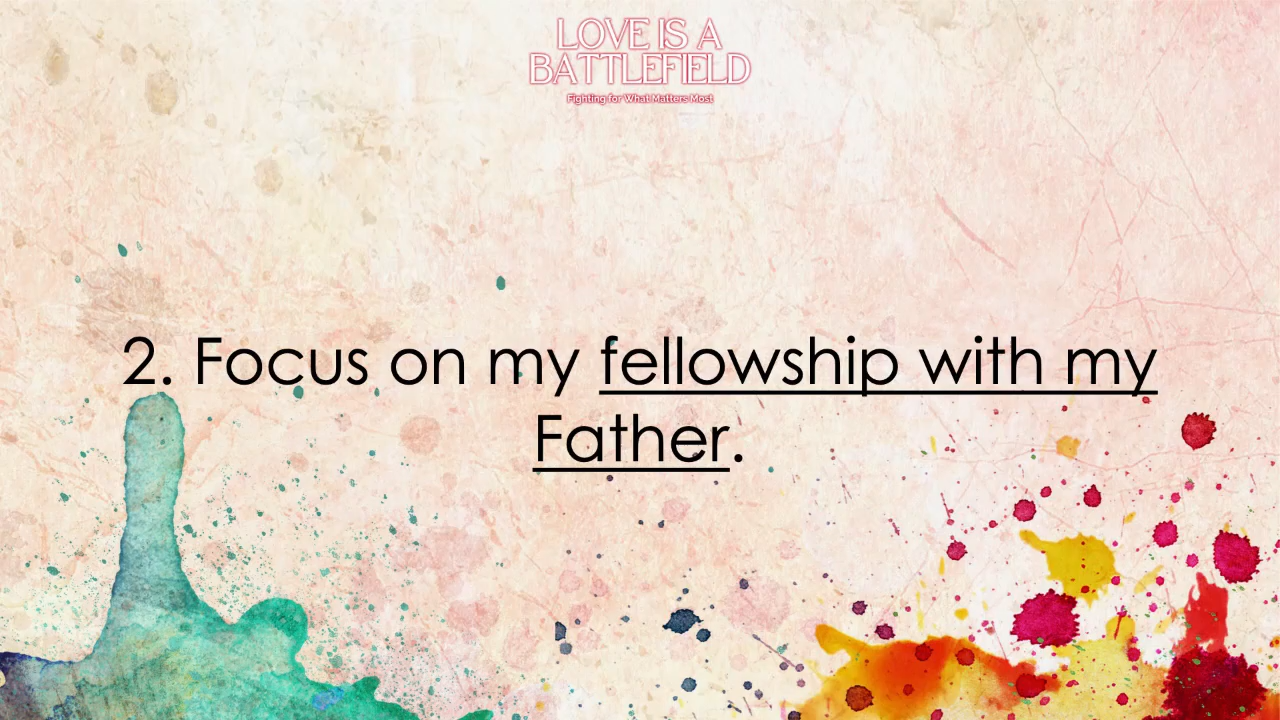 LOVE IS A
BATTLEFIELD
Fighting for What Matters Most
2. Focus on my fellowship with my
Father.